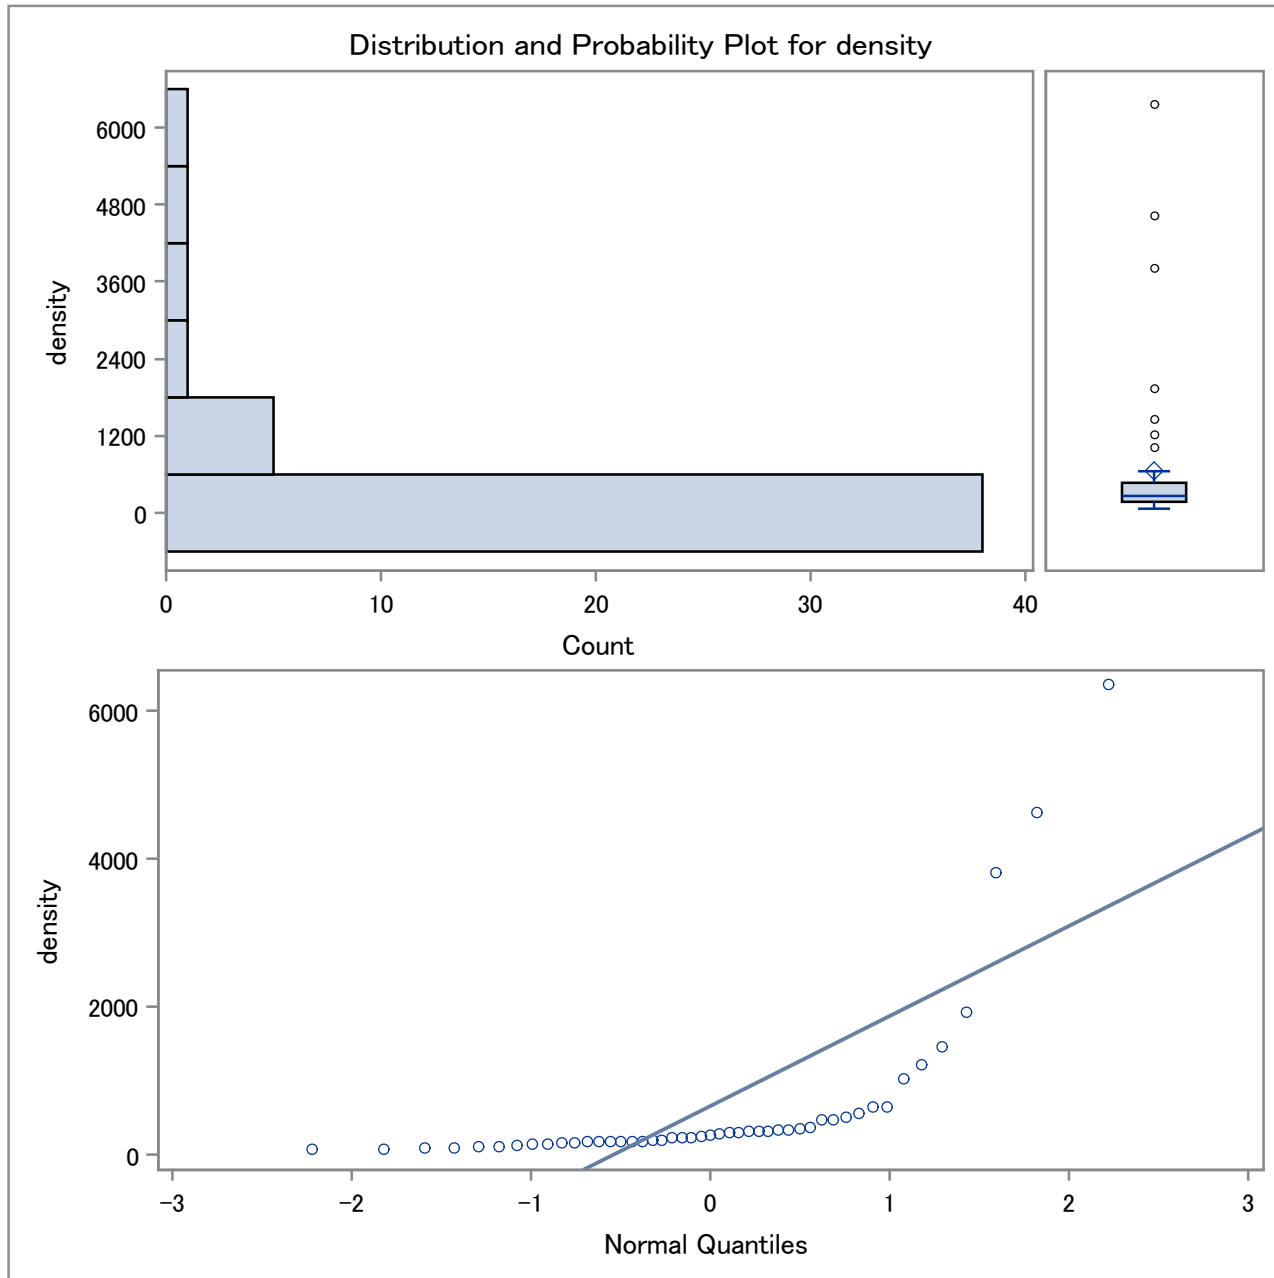 Distribution and Probability Plot for density
density
6000
4800
3600
2400
1200
0
0 10 20 30 40
Count
density
6000
4000
2000
0
−3 −2 −1 0 1 2 3
Normal Quantiles